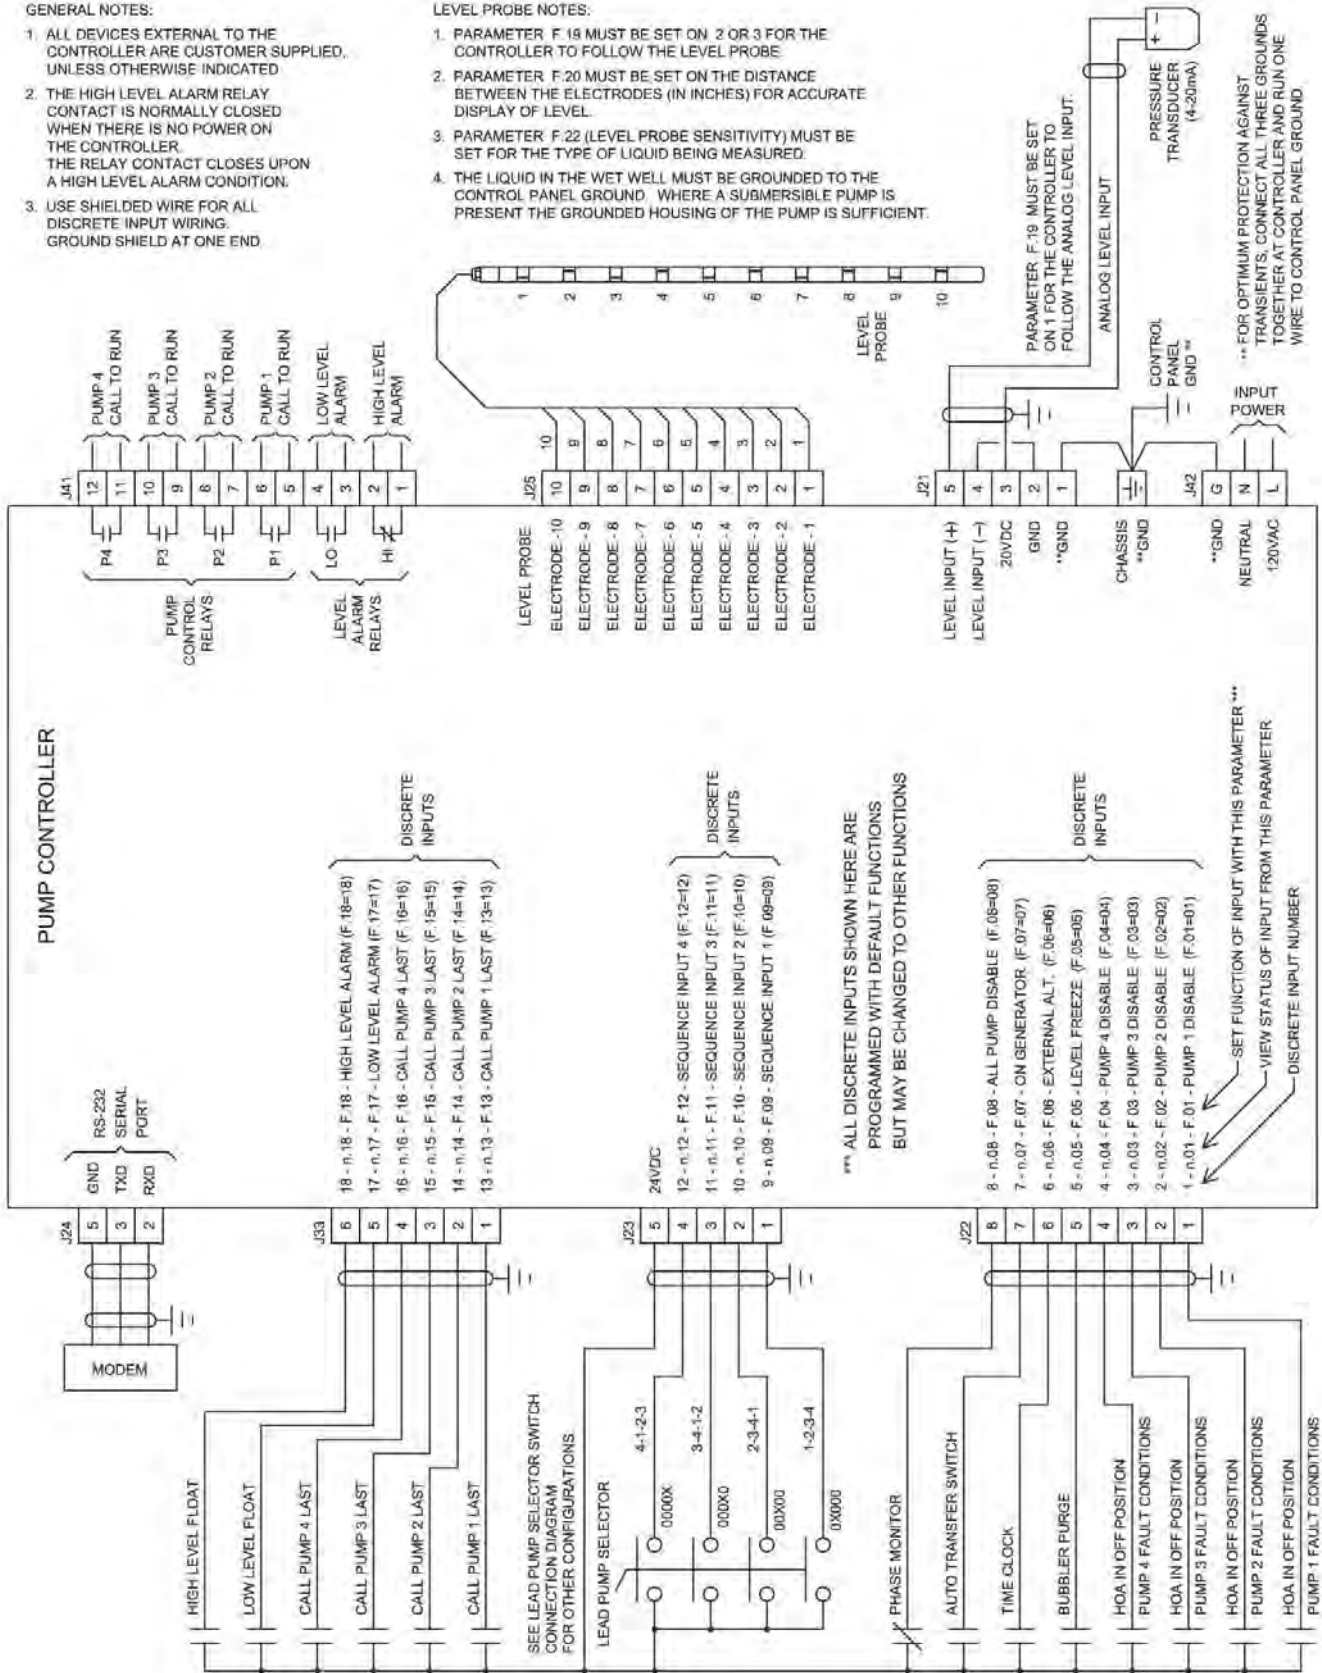 GENERAL NOTES:
1. ALL DEVICES EXTERNAL TO THE
CONTROLLER ARE CUSTOMER SUPPLIED,
UNLESS OTHERWISE INDICATED
2. THE HIGH LEVEL ALARM RELAY
CONTACT IS NORMALLY CLOSED
WHEN THERE IS NO POWER ON
THE CONTROLLER.
THE RELAY CONTACT CLOSES UPON
A HIGH LEVEL ALARM CONDITION.
3. USE SHIELDED WIRE FOR ALL
DISCRETE INPUT WIRING.
GROUND SHIELD AT ONE END
LEVEL PROBE NOTES:
1. PARAMETER F.19 MUST BE SET ON 2 OR 3 FOR THE
CONTROLLER TO FOLLOW THE LEVEL PROBE
2. PARAMETER F.20 MUST BE SET ON THE DISTANCE
BETWEEN THE ELECTRODES (IN INCHES) FOR ACCURATE
DISPLAY OF LEVEL.
3. PARAMETER F.22 (LEVEL PROBE SENSITIVITY) MUST BE
SET FOR THE TYPE OF LIQUID BEING MEASURED.
4. THE LIQUID IN THE WET WELL MUST BE GROUNDED TO THE
CONTROL PANEL GROUND. WHERE A SUBMERSIBLE PUMP IS
PRESENT THE GROUNDED HOUSING OF THE PUMP IS SUFFICIENT.
− +
PRESSURE
TRANSDUCER
(4-20mA)
PARAMETER F.19 MUST BE SET
ON 1 FOR THE CONTROLLER TO
FOLLOW THE ANALOG LEVEL INPUT.
ANALOG LEVEL INPUT
** FOR OPTIMUM PROTECTION AGAINST
TRANSIENTS, CONNECT ALL THREE GROUNDS
TOGETHER AT CONTROLLER AND RUN ONE
WIRE TO CONTROL PANEL GROUND.
1 2 3 4 5 6 7 8 9 10
LEVEL
PROBE
CONTROL
PANEL
GND **
INPUT
POWER
PUMP 4
CALL TO RUN
PUMP 3
CALL TO RUN
PUMP 2
CALL TO RUN
PUMP 1
CALL TO RUN
LOW LEVEL
ALARM
HIGH LEVEL
ALARM
J41
12 11 10 9 8 7 6 5 4 3 2 1
P4 P3 P2 P1 LO HI
PUMP
CONTROL
RELAYS
LEVEL
ALARM
RELAYS
10 9 8 7 6 5 4 3 2 1
J25
10 9 8 7 6 5 4 3 2 1
LEVEL PROBE
ELECTRODE - 10
ELECTRODE - 9
ELECTRODE - 8
ELECTRODE - 7
ELECTRODE - 6
ELECTRODE - 5
ELECTRODE - 4
ELECTRODE - 3
ELECTRODE - 2
ELECTRODE - 1
J21
5 4 3 2 1
LEVEL INPUT (+)
LEVEL INPUT (−)
20VDC
GND
**GND
CHASSIS
**GND
J42
G N L
**GND
NEUTRAL
120VAC
PUMP CONTROLLER
RS-232
SERIAL
PORT
GND
TXD
RXD
J24
5 3 2
MODEM
DISCRETE
INPUTS
18 - n.18 - F.18 - HIGH LEVEL ALARM (F.18=18)
17 - n.17 - F.17 - LOW LEVEL ALARM (F.17=17)
16 - n.16 - F.16 - CALL PUMP 4 LAST (F.16=16)
15 - n.15 - F.15 - CALL PUMP 3 LAST (F.15=15)
14 - n.14 - F.14 - CALL PUMP 2 LAST (F.14=14)
13 - n.13 - F.13 - CALL PUMP 1 LAST (F.13=13)
J33
6 5 4 3 2 1
HIGH LEVEL FLOAT
LOW LEVEL FLOAT
CALL PUMP 4 LAST
CALL PUMP 3 LAST
CALL PUMP 2 LAST
CALL PUMP 1 LAST
DISCRETE
INPUTS
24VDC
12 - n.12 - F.12 - SEQUENCE INPUT 4 (F.12=12)
11 - n.11 - F.11 - SEQUENCE INPUT 3 (F.11=11)
10 - n.10 - F.10 - SEQUENCE INPUT 2 (F.10=10)
9 - n.09 - F.09 - SEQUENCE INPUT 1 (F.09=09)
J23
5 4 3 2 1
SEE LEAD PUMP SELECTOR SWITCH
CONNECTION DIAGRAM
FOR OTHER CONFIGURATIONS.
LEAD PUMP SELECTOR
4-1-2-3
3-4-1-2
2-3-4-1
1-2-3-4
0000X
000X0
00X00
0X000
*** ALL DISCRETE INPUTS SHOWN HERE ARE
PROGRAMMED WITH DEFAULT FUNCTIONS
BUT MAY BE CHANGED TO OTHER FUNCTIONS
DISCRETE
INPUTS
8 - n.08 - F.08 - ALL PUMP DISABLE (F.08=08)
7 - n.07 - F.07 - ON GENERATOR (F.07=07)
6 - n.06 - F.06 - EXTERNAL ALT. (F.06=06)
5 - n.05 - F.05 - LEVEL FREEZE (F.05=05)
4 - n.04 - F.04 - PUMP 4 DISABLE (F.04=04)
3 - n.03 - F.03 - PUMP 3 DISABLE (F.03=03)
2 - n.02 - F.02 - PUMP 2 DISABLE (F.02=02)
1 - n.01 - F.01 - PUMP 1 DISABLE (F.01=01)
SET FUNCTION OF INPUT WITH THIS PARAMETER ***
VIEW STATUS OF INPUT FROM THIS PARAMETER
DISCRETE INPUT NUMBER
J22
8 7 6 5 4 3 2 1
PHASE MONITOR
AUTO TRANSFER SWITCH
TIME CLOCK
BUBBLER PURGE
HOA IN OFF POSITION
PUMP 4 FAULT CONDITIONS
HOA IN OFF POSITION
PUMP 3 FAULT CONDITIONS
HOA IN OFF POSITION
PUMP 2 FAULT CONDITIONS
HOA IN OFF POSITION
PUMP 1 FAULT CONDITIONS